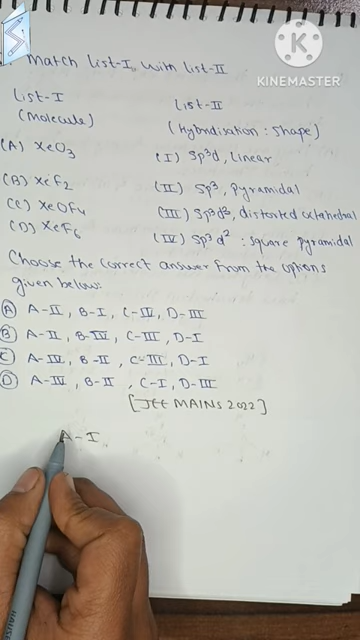 KINEMASTER
Match List-I, with List-II
List-I
(Molecule)
List-II
(Hybridisation : Shape)
(A) XeO3
(I) Sp³d, Linear
(B) XeF2
(II) Sp³, Pyramidal
(C) XeOF4
(III) Sp³d³, distorted octahedral
(D) XeF6
(IV) Sp³d² : Square pyramidal
Choose the correct answer from the options
given below:
(A) A-II, B-I, C-IV, D-III
(B) A-II, B-IV, C-III, D-I
(C) A-IV, B-II, C-III, D-I
(D) A-IV, B-II, C-I, D-III
[JEE MAINS 2022]
A-I